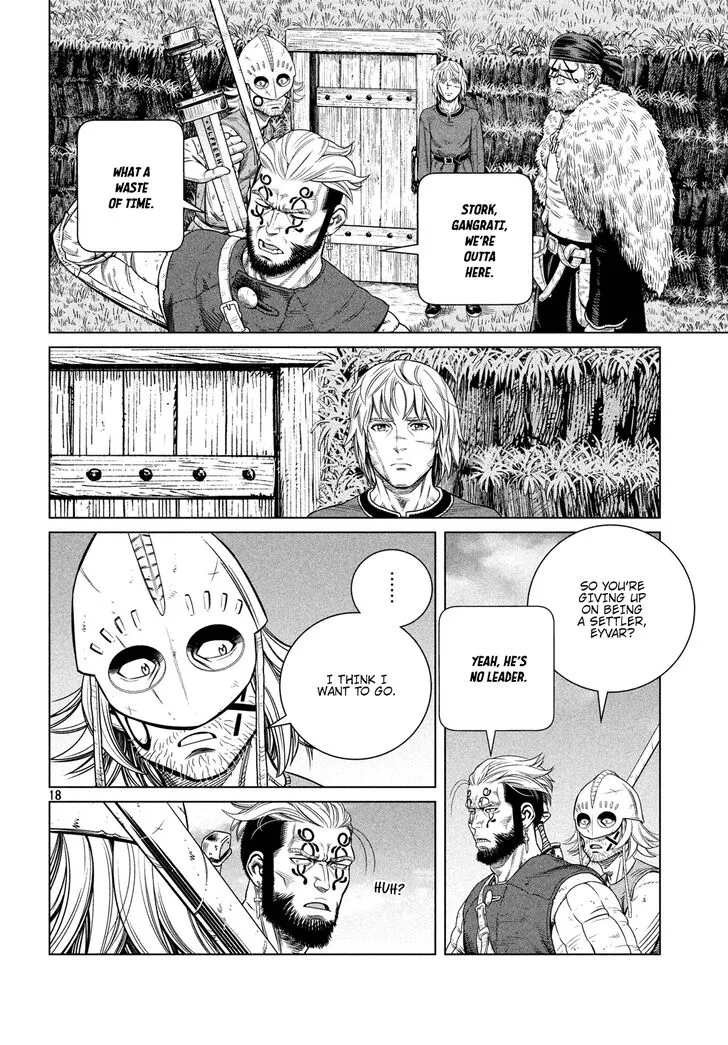 STORK,
GANGRATI,
WE'RE
OUTTA
HERE.
WHAT A
WASTE
OF TIME.
SO YOU'RE
GIVING UP
ON BEING
A SETTLER,
EYVAR?
YEAH, HE'S
NO LEADER.
......
I THINK I
WANT TO GO.
HUH?
18